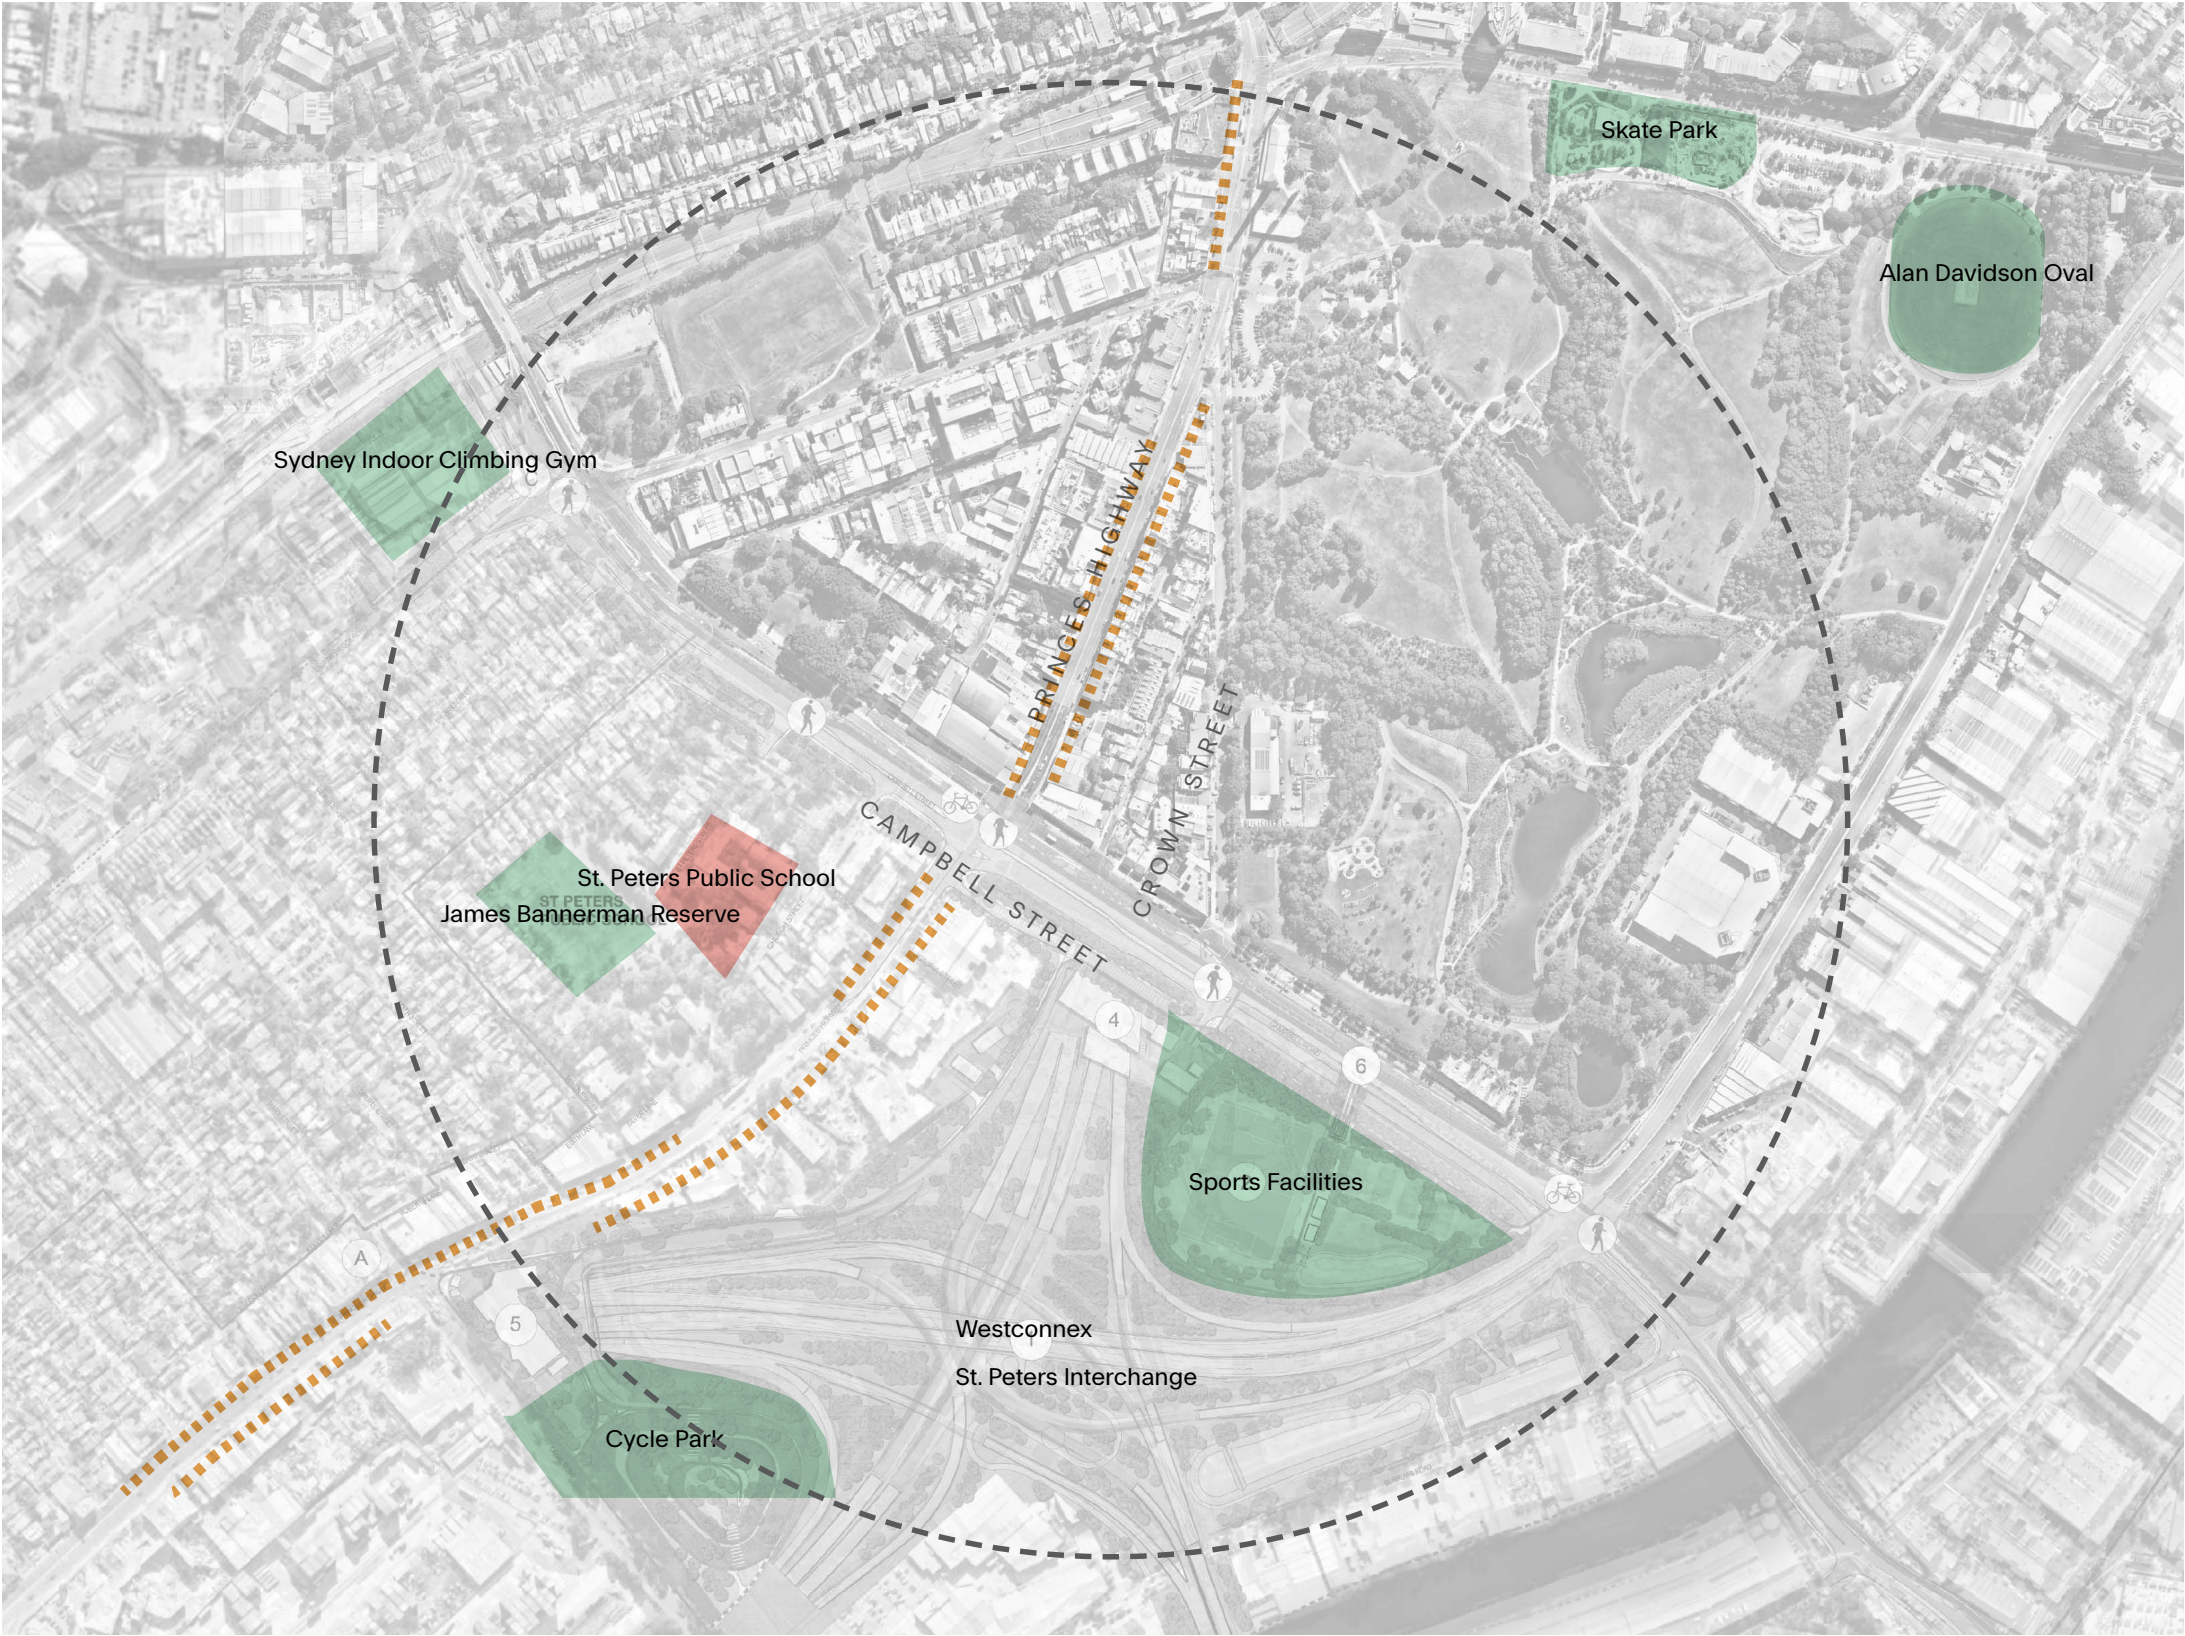 Skate Park
Alan Davidson Oval
Sydney Indoor Climbing Gym
C
PRINCES HIGHWAY
CROWN STREET
CAMPBELL STREET
St. Peters Public School
ST PETERS
James Bannerman Reserve
4
6
Sports Facilities
A
5
Westconnex
1
St. Peters Interchange
Cycle Park